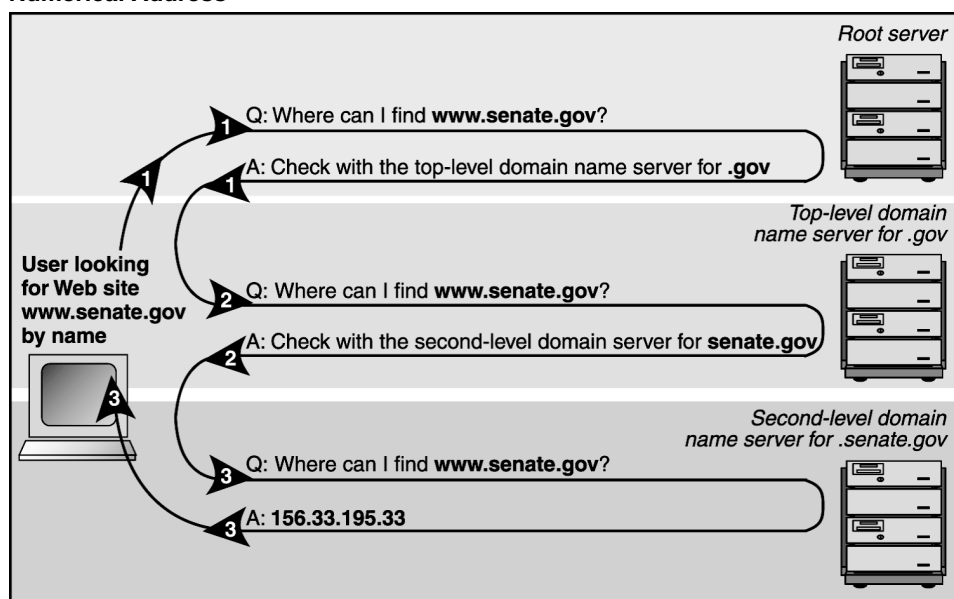 Root server
Q: Where can I find www.senate.gov?
1
A: Check with the top-level domain name server for .gov
1
1
Top-level domain
name server for .gov
User looking
for Web site
www.senate.gov
by name
Q: Where can I find www.senate.gov?
2
A: Check with the second-level domain server for senate.gov
2
3
Second-level domain
name server for .senate.gov
Q: Where can I find www.senate.gov?
3
A: 156.33.195.33
3